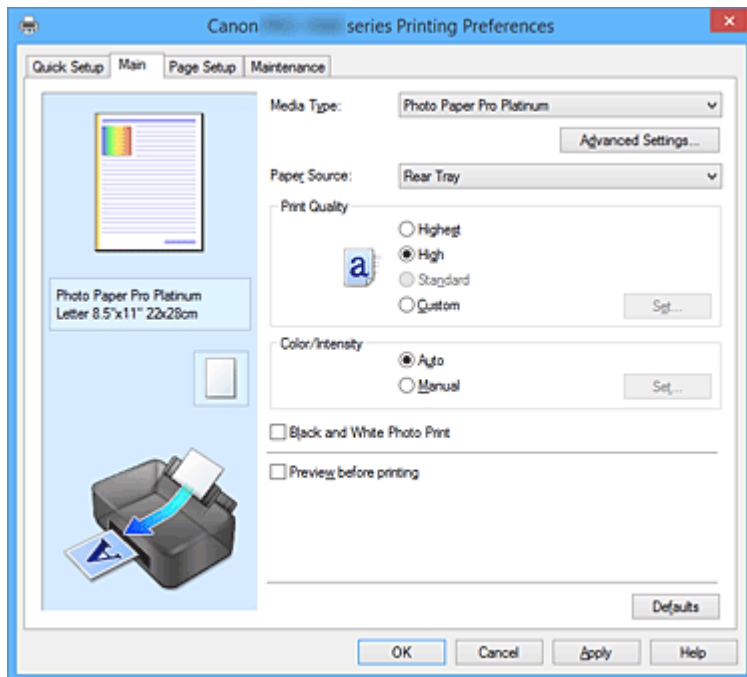 Canon series Printing Preferences
Quick Setup Main Page Setup Maintenance
Media Type: Photo Paper Pro Platinum
Advanced Settings...
Paper Source: Rear Tray
Print Quality
Highest
High
a
Standard
Custom Set...
Photo Paper Pro Platinum
Letter 8.5"x11" 22x28cm
Color/Intensity
Auto
Manual Set...
Black and White Photo Print
Preview before printing
A
Defaults
OK Cancel Apply Help